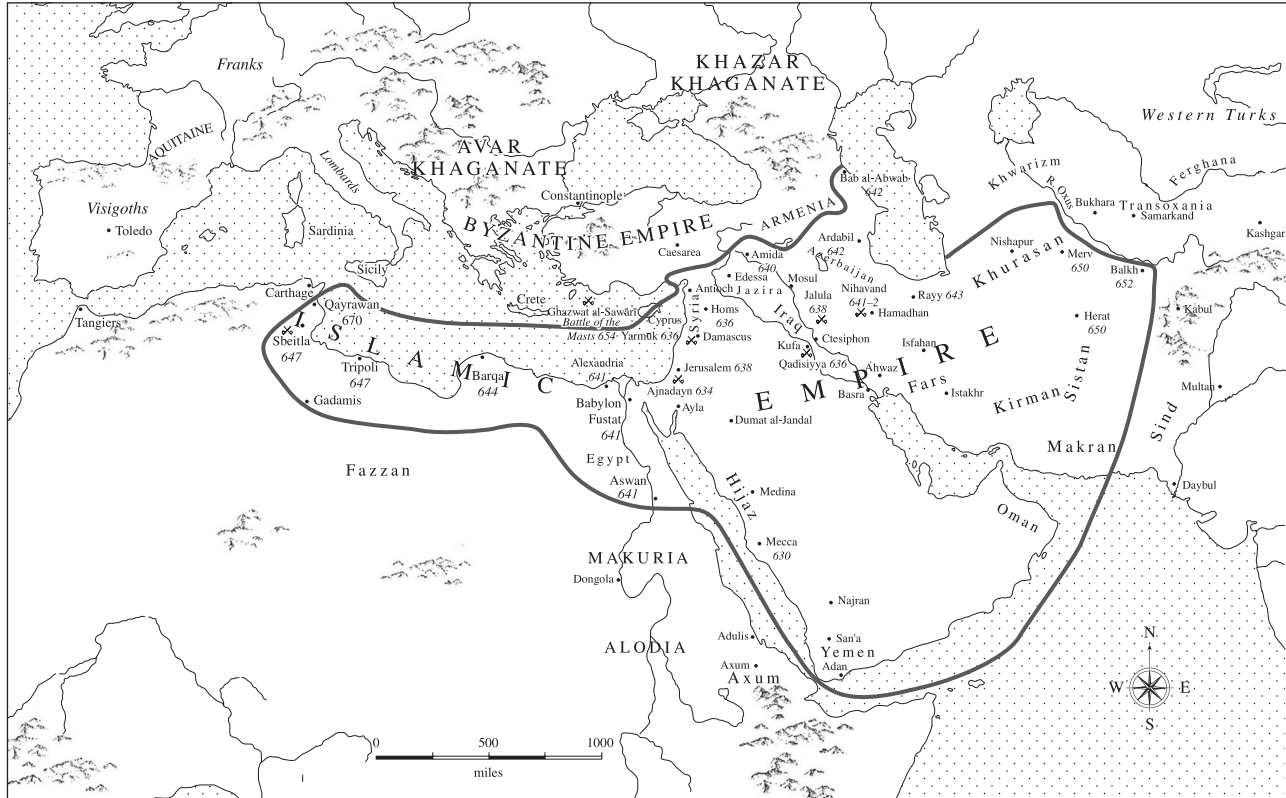 Franks
AQUITAINE
Visigoths
Toledo
Tangiers
Lombards
Sardinia
Sicily
AVAR
KHAGANATE
KHAZAR
KHAGANATE
Western Turks
Constantinople
BYZANTINE EMPIRE
Caesarea
ARMENIA
Bab al-Abwab
642
Khwarizm
R. Oxus
Ferghana
Bukhara
Transoxania
Samarkand
Kashgar
Ardabil
642
Azerbaijan
Amida
640
Edessa
Jazira
Mosul
Antioch
Nishapur
Khurasan
Merv
650
Balkh
652
Kabul
Carthage
Qayrawan
670
Sbeitla
647
Tripoli
647
Gadamis
Crete
Ghazwat al-Sawārī
Battle of the
Masts 654
Cyprus
Yarmuk 636
Syria
Homs
636
Damascus
Jalula
638
Nihavand
641–2
Hamadhan
Rayy 643
Iraq
Ctesiphon
Kufa
Qadisiyya 636
Isfahan
Herat
650
ISLAMIC
EMPIRE
Barqa
644
Alexandria
641
Jerusalem 638
Ajnadayn 634
Ayla
Babylon
Fustat
641
Egypt
Aswan
641
Dumat al-Jandal
Basra
Ahwaz
Fars
Istakhr
Kirman
Sistan
Makran
Sind
Multan
Daybul
Fazzan
Hijaz
Medina
Mecca
630
Oman
MAKURIA
Dongola
ALODIA
Adulis
Axum
Axum
Najran
San'a
Yemen
Adan
N
W
E
S
0
500
1000
miles